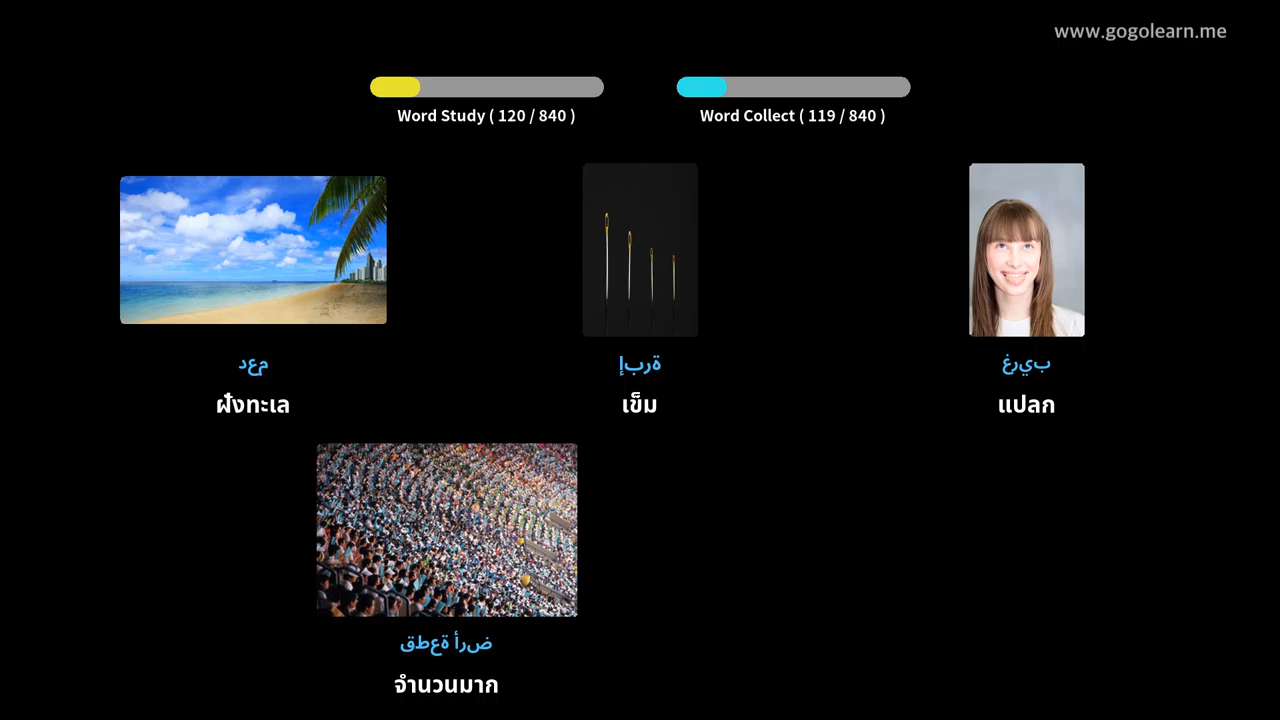 www.gogolearn.me
Word Study ( 120 / 840 )
Word Collect ( 119 / 840 )
معد
ةربإ
بيرغ
ฝั่งทะเล
เข็ม
แปลก
ضرأ ةعطق
จำนวนมาก